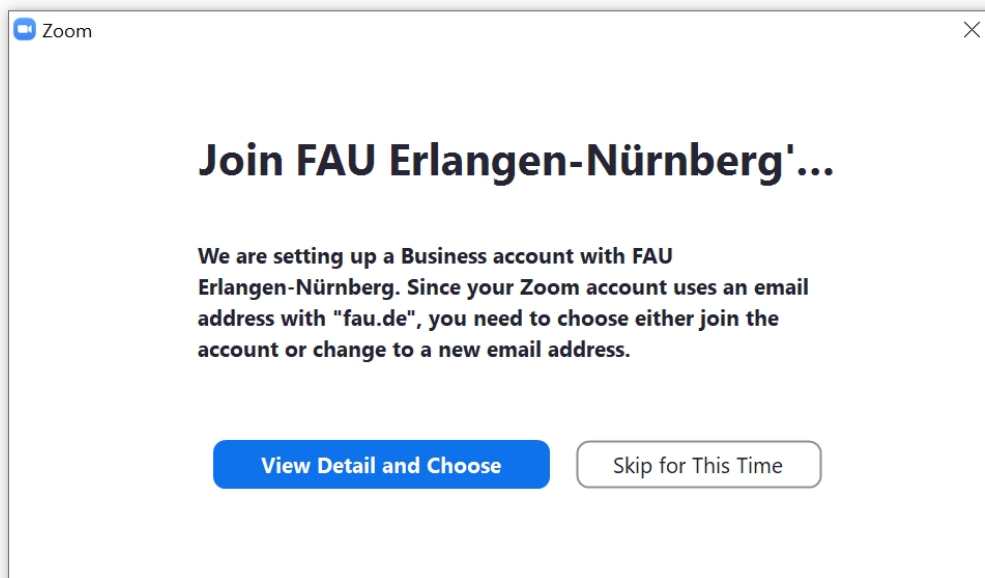 Zoom
Join FAU Erlangen-Nürnberg'...
We are setting up a Business account with FAU
Erlangen-Nürnberg. Since your Zoom account uses an email
address with "fau.de", you need to choose either join the
account or change to a new email address.
View Detail and Choose
Skip for This Time